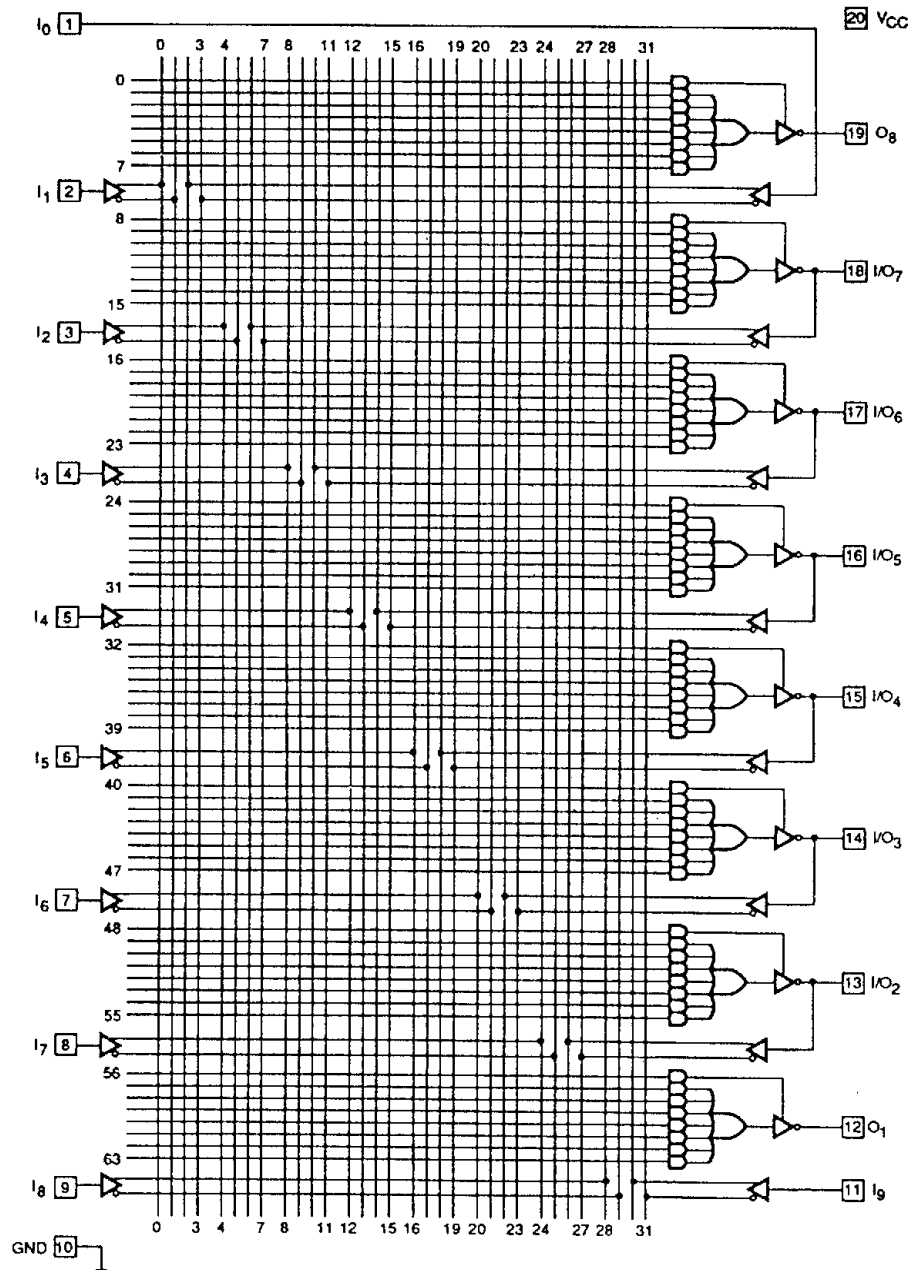 I0 1
20 VCC
0 3 4 7 8 11 12 15 16 19 20 23 24 27 28 31
0
19 O8
7
I1 2
8
18 I/O7
15
I2 3
16
17 I/O6
23
I3 4
24
16 I/O5
31
I4 5
32
15 I/O4
39
I5 6
40
14 I/O3
47
I6 7
48
13 I/O2
55
I7 8
56
12 O1
63
I8 9
11 I9
0 3 4 7 8 11 12 15 16 19 20 23 24 27 28 31
GND 10